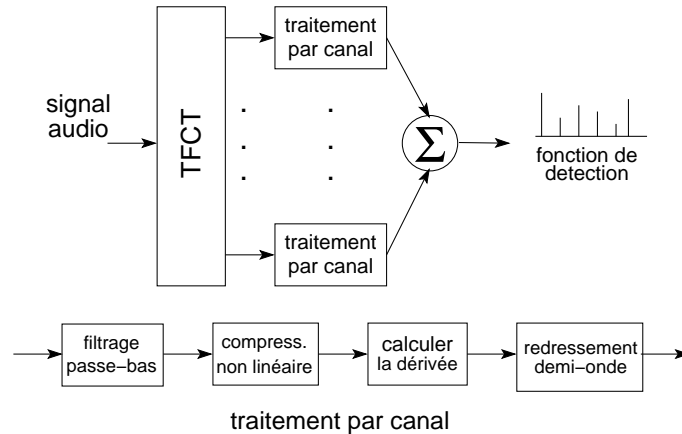 traitement
par canal
signal
audio
TFCT
Σ
fonction de
detection
traitement
par canal
filtrage
passe−bas
compress.
non linéaire
calculer
la dérivée
redressement
demi−onde
traitement par canal